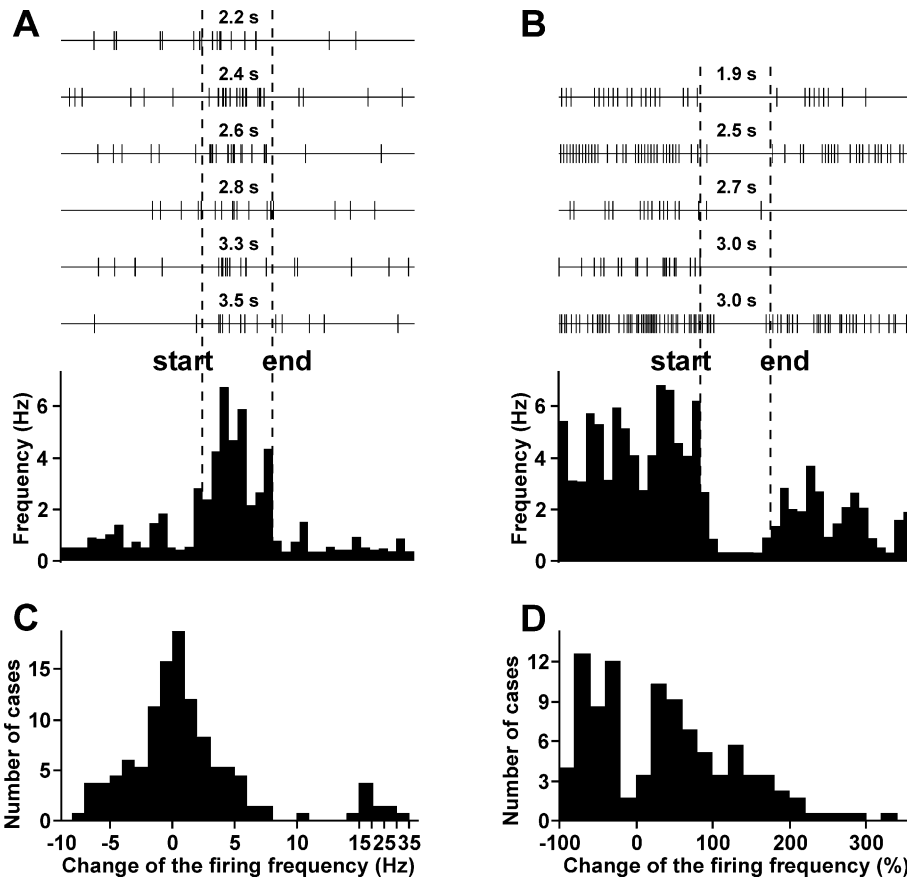 A
2.2 s
2.4 s
2.6 s
2.8 s
3.3 s
3.5 s
start end
Frequency (Hz)
6
4
2
0
B
1.9 s
2.5 s
2.7 s
3.0 s
3.0 s
start end
Frequency (Hz)
6
4
2
0
C
Number of cases
15
10
5
0
-10 -5 0 5 10 15 25 35
Change of the firing frequency (Hz)
D
Number of cases
12
9
6
3
0
-100 0 100 200 300
Change of the firing frequency (%)